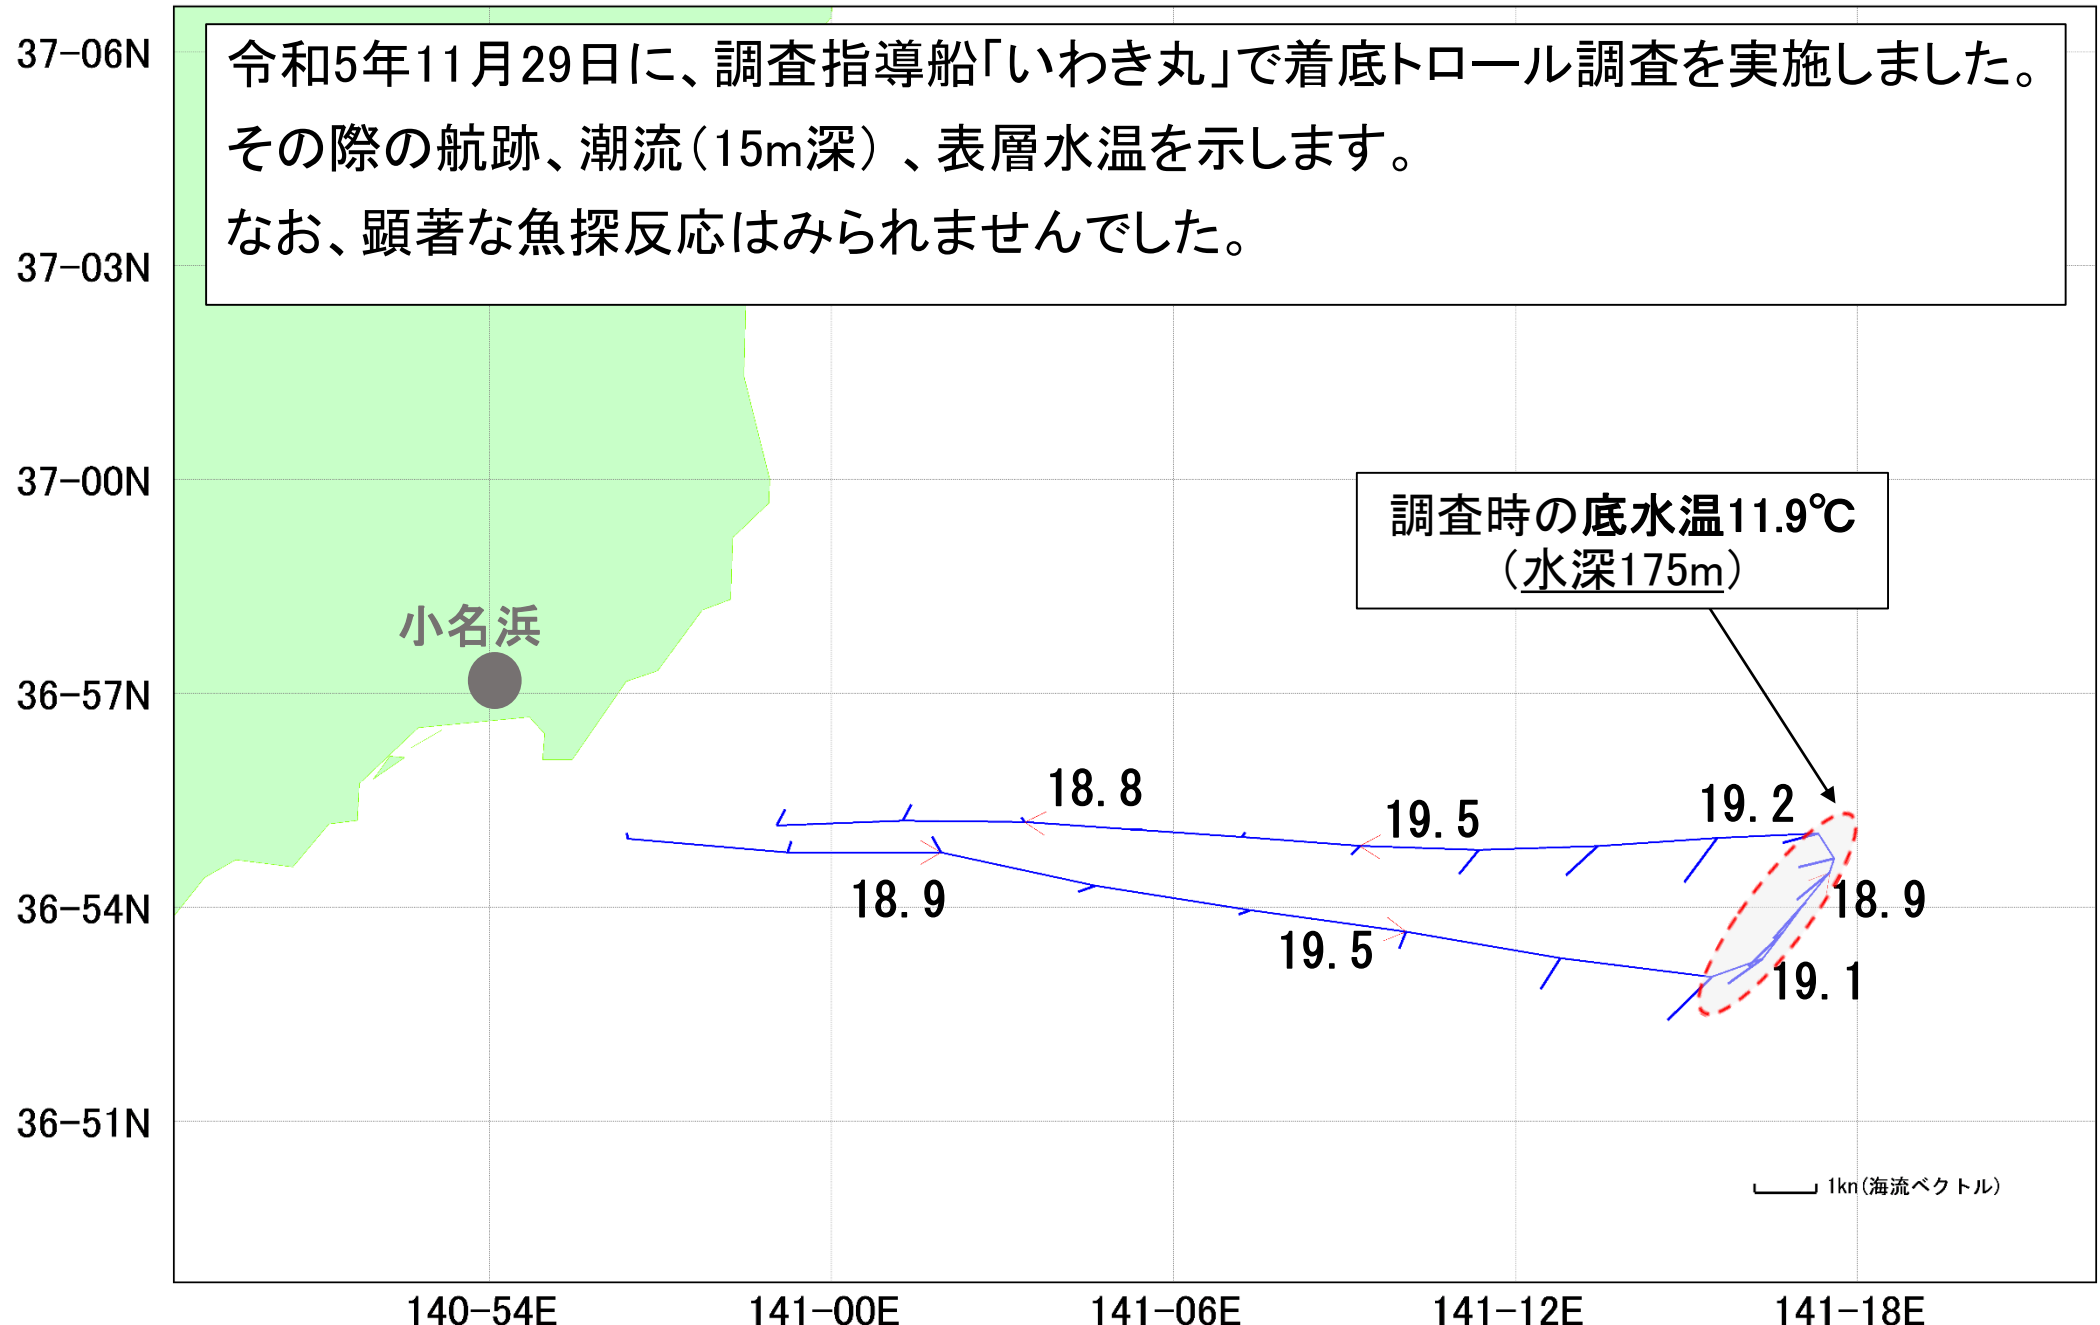 37-06N
令和5年11月29日に、調査指導船「いわき丸」で着底トロール調査を実施しました。
その際の航跡、潮流(15m深) 、表層水温を示します。
なお、顕著な魚探反応はみられませんでした。
37-03N
37-00N
調査時の底水温11.9℃
(水深175m)
小名浜
36-57N
18.8
19.5
19.2
18.9
18.9
36-54N
19.5
19.1
36-51N
1kn(海流ベクトル)
140-54E
141-00E
141-06E
141-12E
141-18E